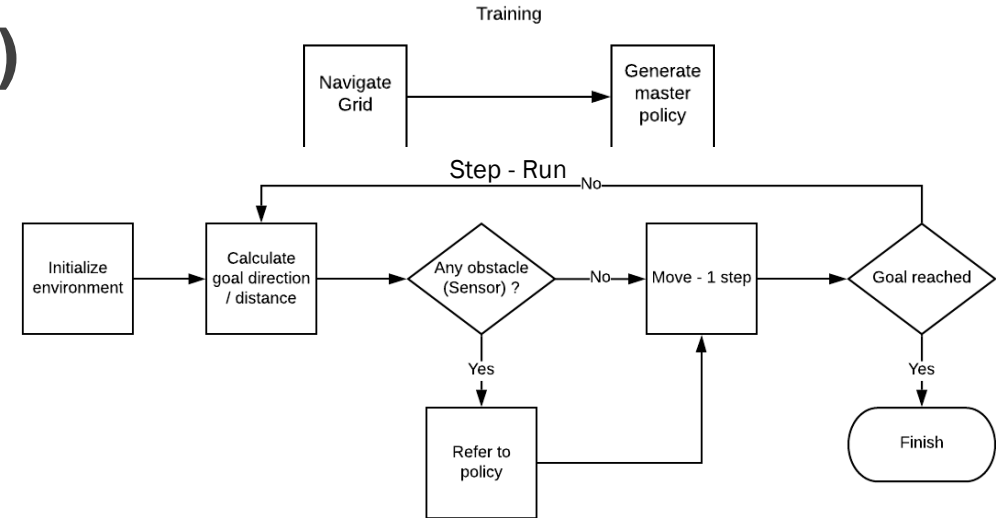 )
Training
Navigate
Grid
Generate
master
policy
Step - Run
No
Initialize
environment
Calculate
goal direction
/ distance
Any obstacle
(Sensor) ?
No
Move - 1 step
Goal reached
Yes
Yes
Refer to
policy
Finish